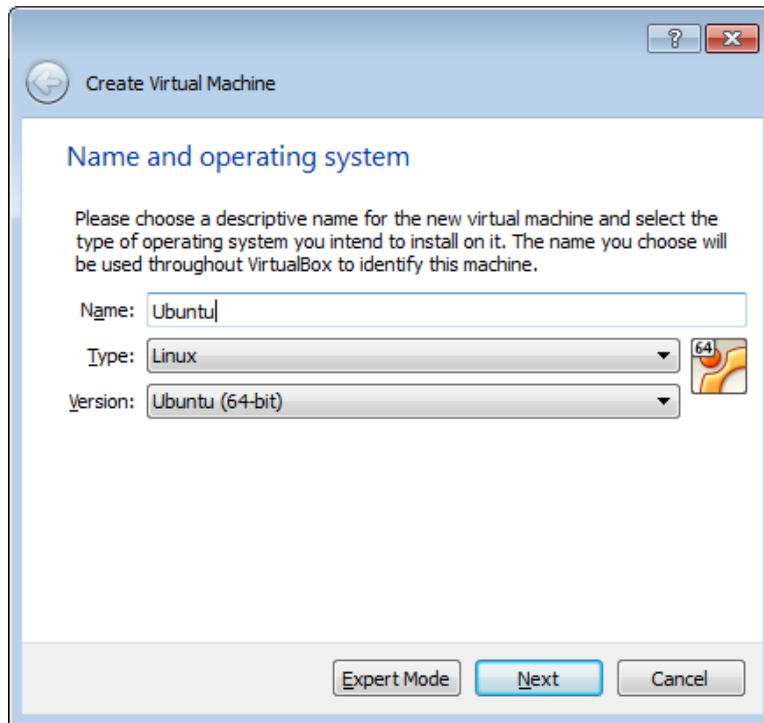 ?
Create Virtual Machine
Name and operating system
Please choose a descriptive name for the new virtual machine and select the
type of operating system you intend to install on it. The name you choose will
be used throughout VirtualBox to identify this machine.
Name: Ubuntu
Type: Linux
64
Version: Ubuntu (64-bit)
Expert Mode Next Cancel